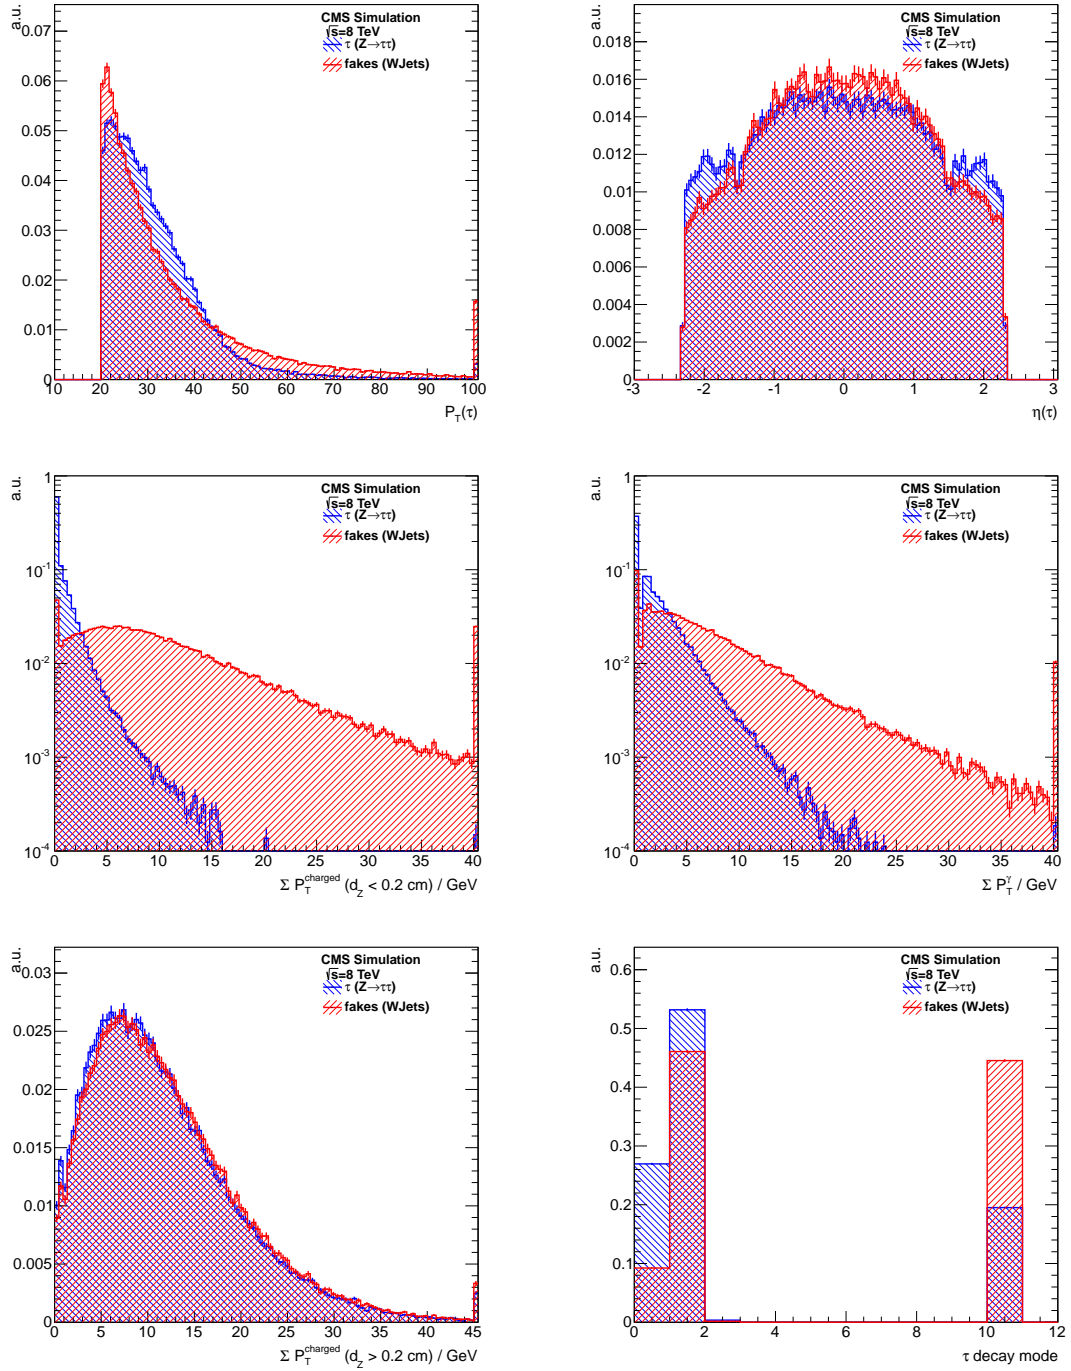 a.u.
CMS Simulation
√s=8 TeV
τ (Z→ττ)
fakes (WJets)
0.07
0.06
0.05
0.04
0.03
0.02
0.01
0
10 20 30 40 50 60 70 80 90 100
P_T(τ)
a.u.
CMS Simulation
√s=8 TeV
τ (Z→ττ)
fakes (WJets)
0.018
0.016
0.014
0.012
0.01
0.008
0.006
0.004
0.002
0
-3 -2 -1 0 1 2 3
η(τ)
a.u.
CMS Simulation
√s=8 TeV
τ (Z→ττ)
fakes (WJets)
1
10^-1
10^-2
10^-3
10^-4
0 5 10 15 20 25 30 35 40
Σ P_T^charged (d_Z < 0.2 cm) / GeV
a.u.
CMS Simulation
√s=8 TeV
τ (Z→ττ)
fakes (WJets)
1
10^-1
10^-2
10^-3
10^-4
0 5 10 15 20 25 30 35 40
Σ P_T^γ / GeV
a.u.
CMS Simulation
√s=8 TeV
τ (Z→ττ)
fakes (WJets)
0.03
0.025
0.02
0.015
0.01
0.005
0
0 5 10 15 20 25 30 35 40 45
Σ P_T^charged (d_Z > 0.2 cm) / GeV
a.u.
CMS Simulation
√s=8 TeV
τ (Z→ττ)
fakes (WJets)
0.6
0.5
0.4
0.3
0.2
0.1
0
0 2 4 6 8 10 12
τ decay mode